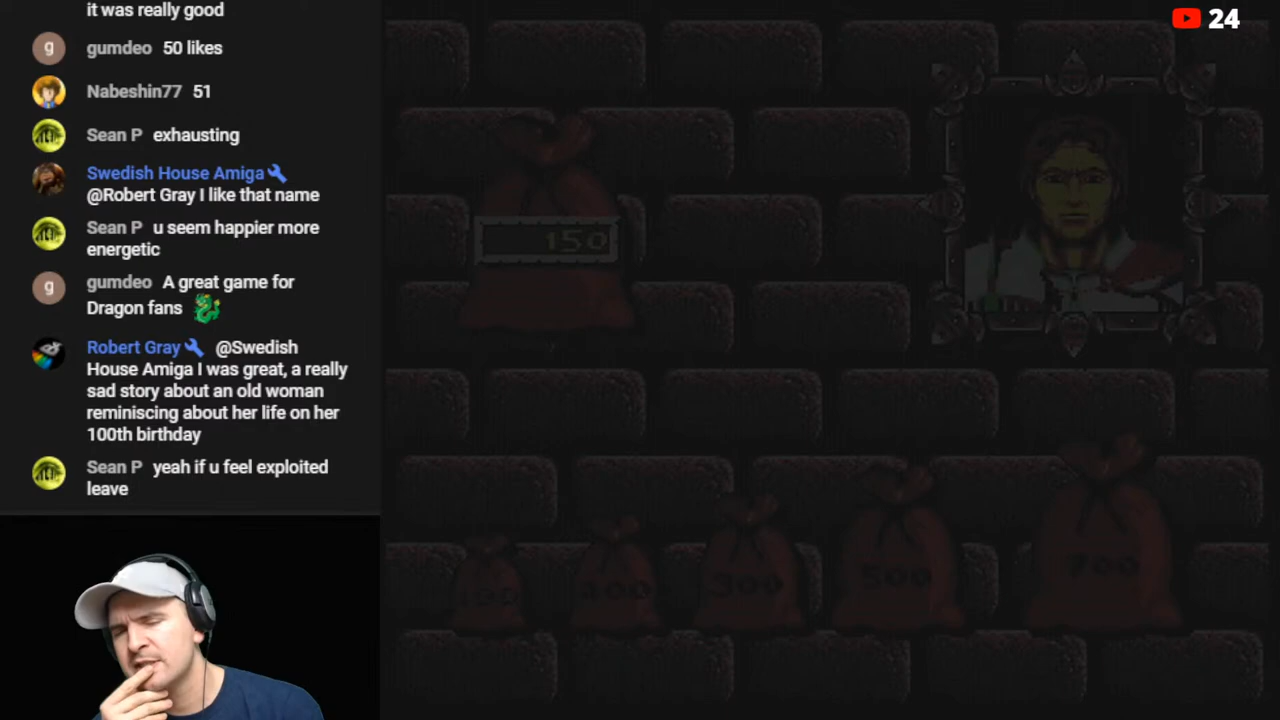 it was really good
gumdeo 50 likes
Nabeshin77 51
Sean P exhausting
Swedish House Amiga
@Robert Gray I like that name
Sean P u seem happier more
energetic
gumdeo A great game for
Dragon fans
Robert Gray @Swedish
House Amiga I was great, a really
sad story about an old woman
reminiscing about her life on her
100th birthday
Sean P yeah if u feel exploited
leave
g
g
24
150
300
500
700